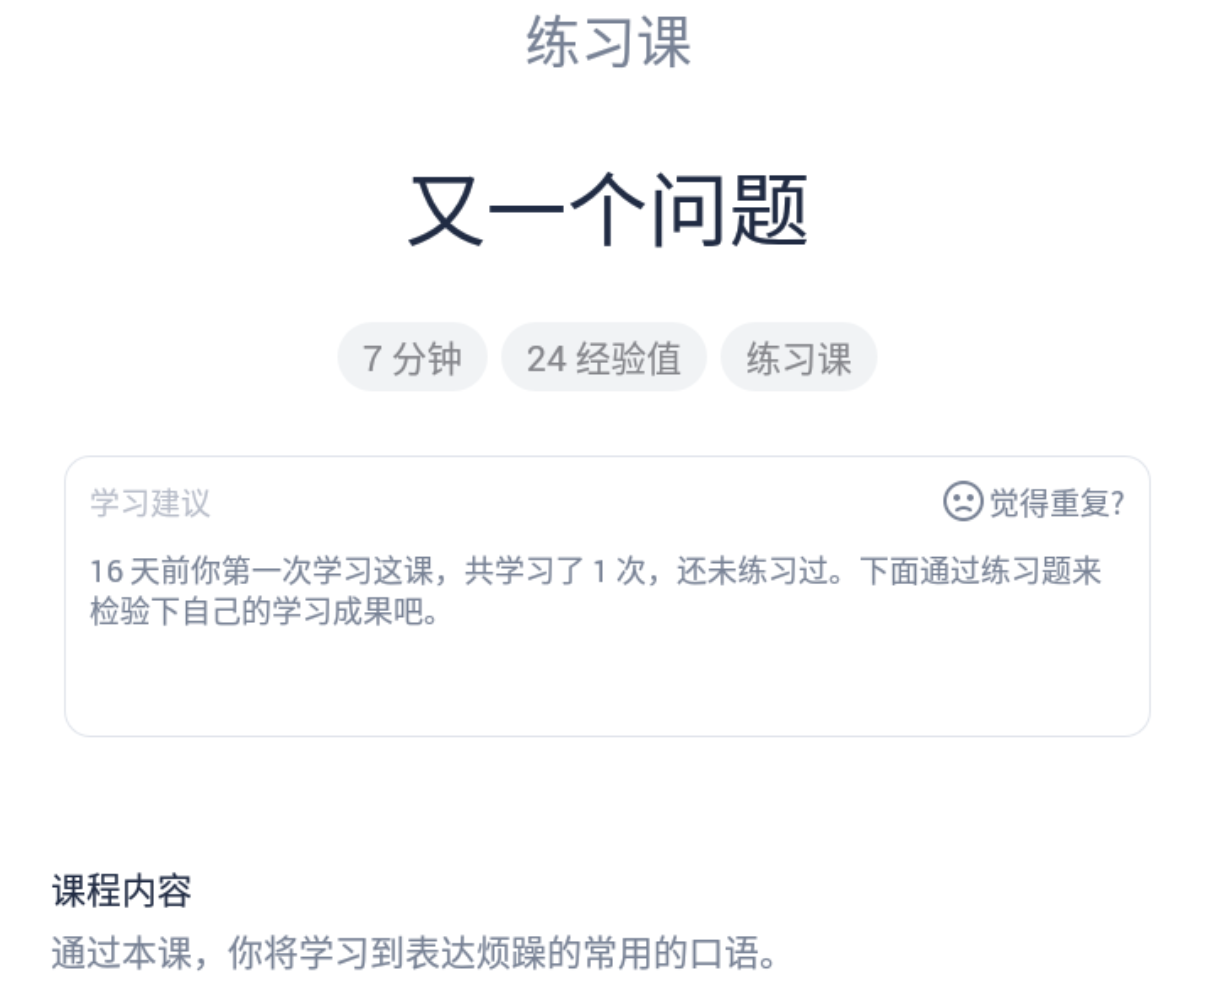 练习课
又一个问题
7 分钟 24 经验值 练习课
学习建议 觉得重复?
16 天前你第一次学习这课，共学习了 1 次，还未练习过。下面通过练习题来
检验下自己的学习成果吧。
课程内容
通过本课，你将学习到表达烦躁的常用的口语。